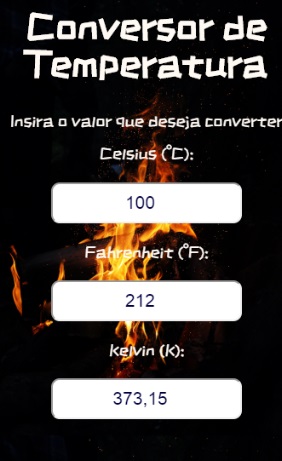 Conversor de
Temperatura
Insira o valor que deseja converter
Celsius (°C):
100
Fahrenheit (°F):
212
kelvin (k):
373,15